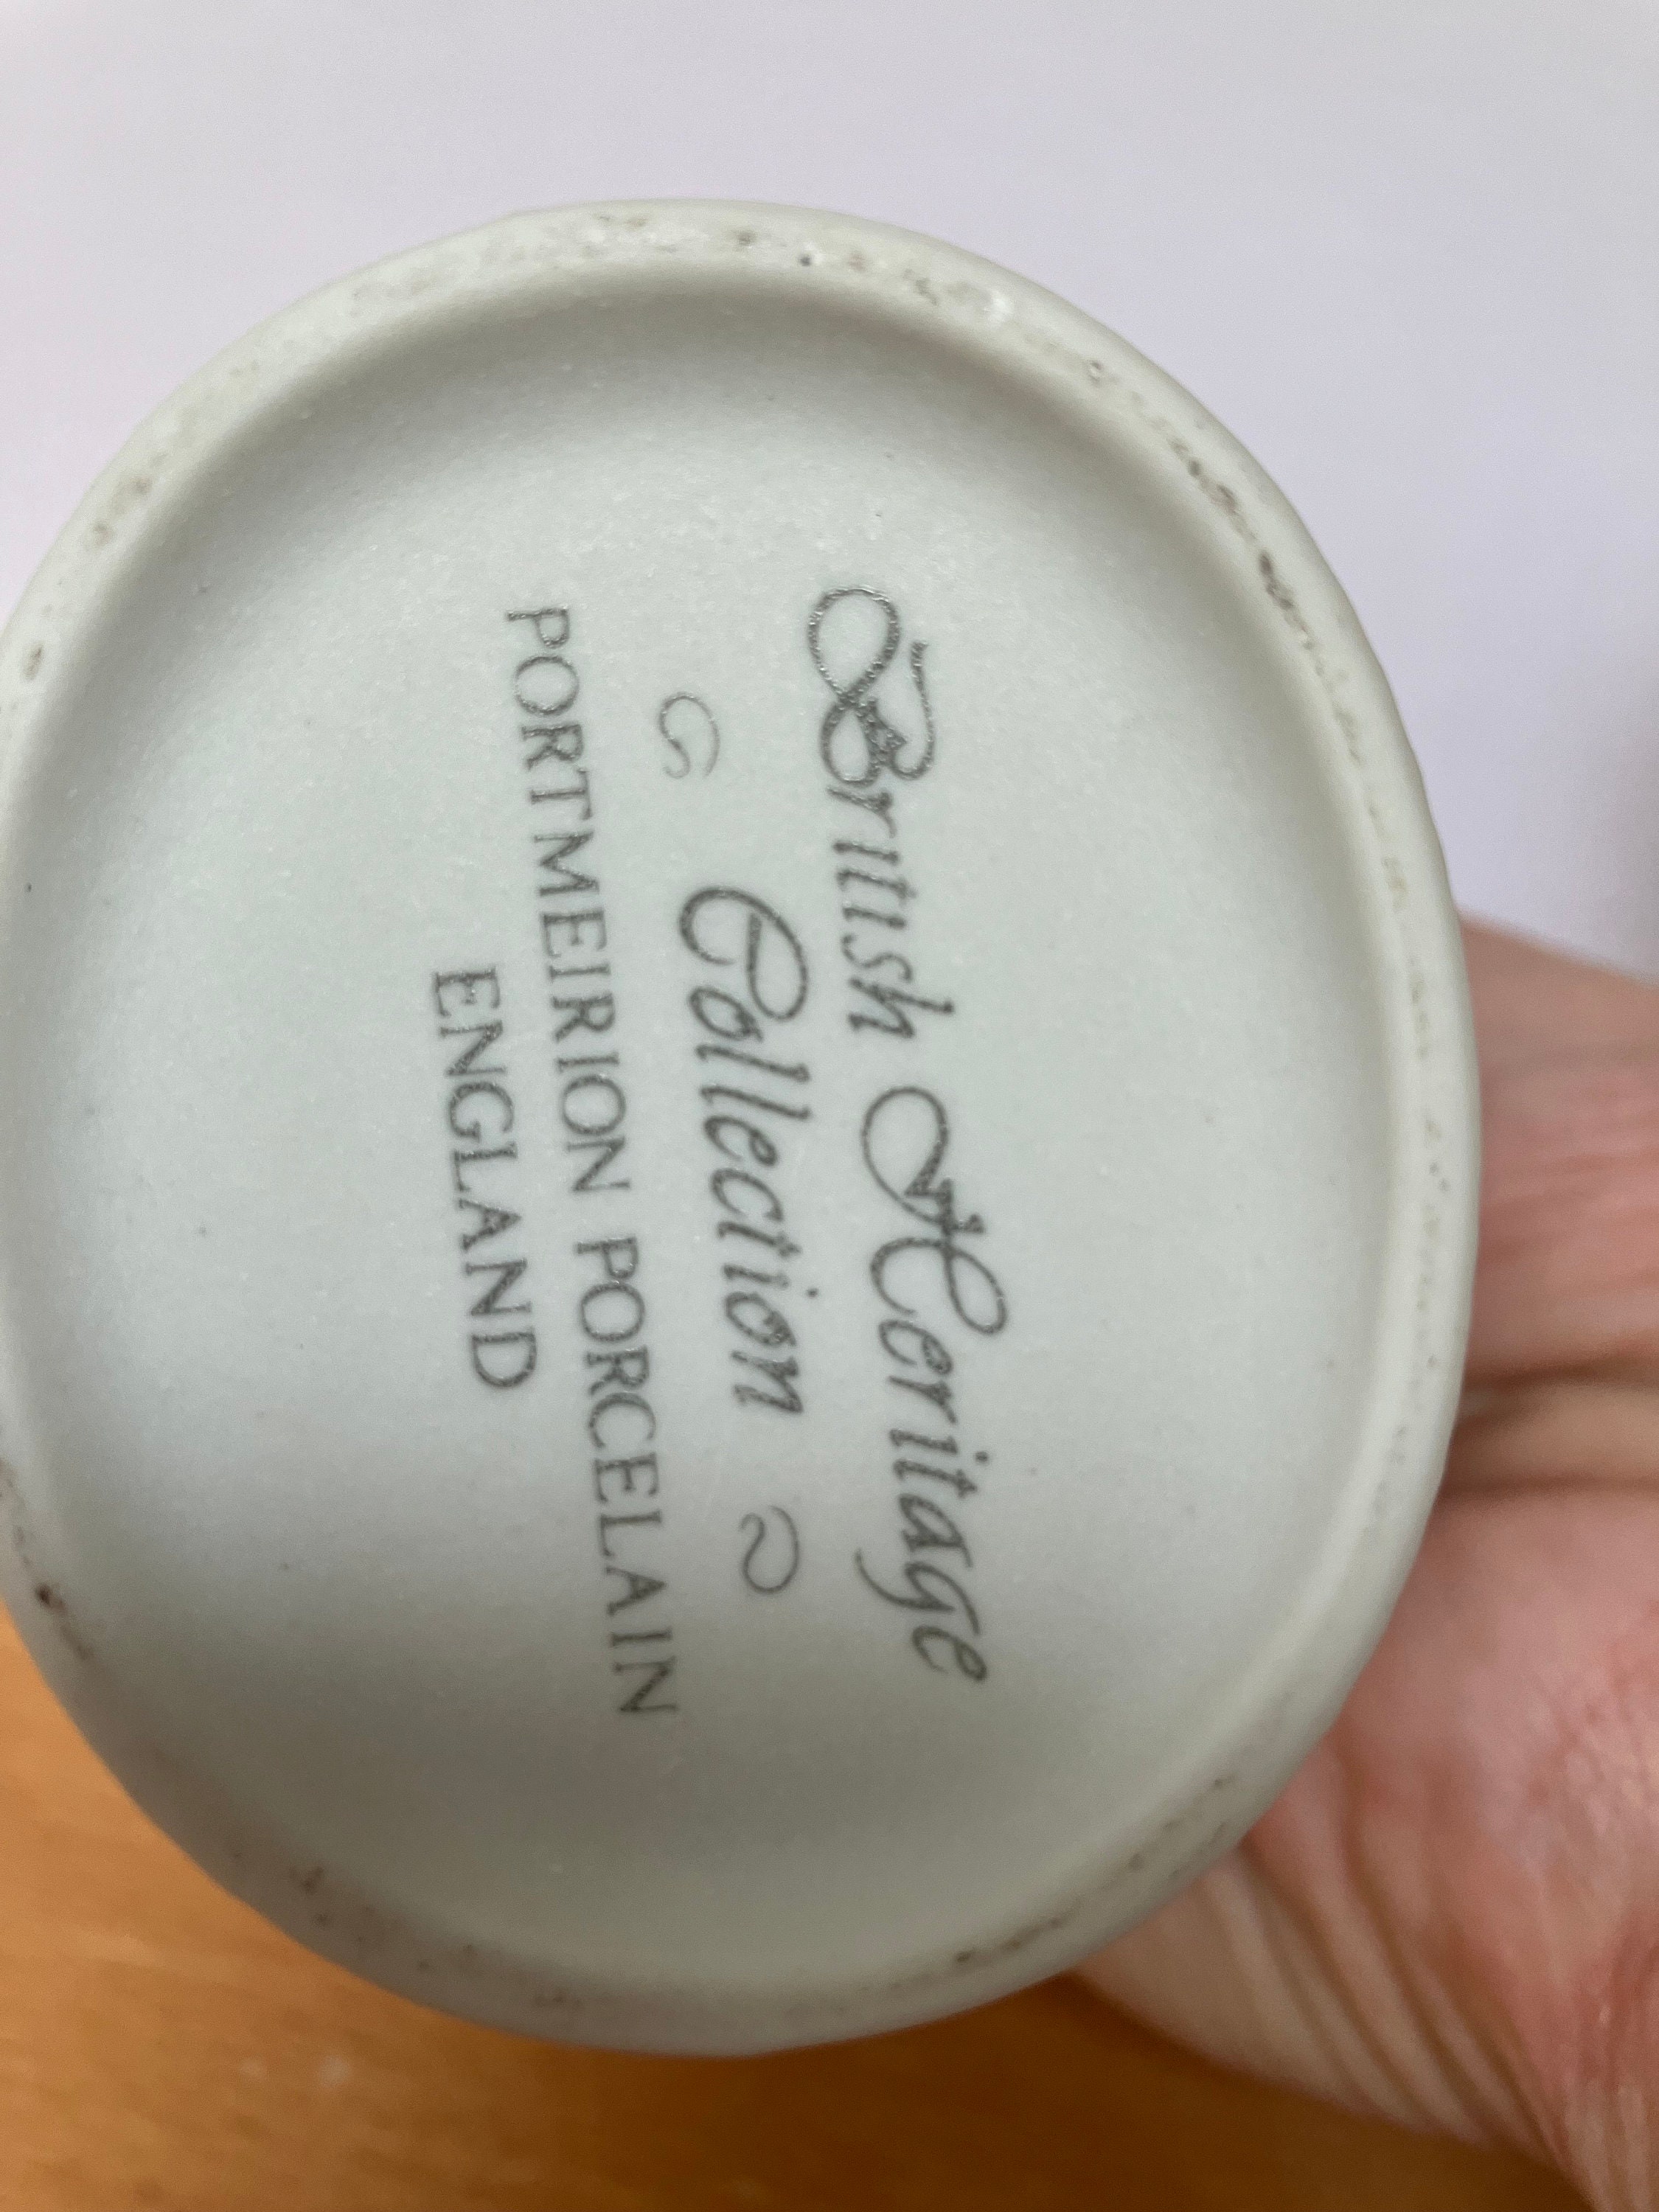 British Heritage
Collection
PORTMEIRION PORCELAIN
ENGLAND